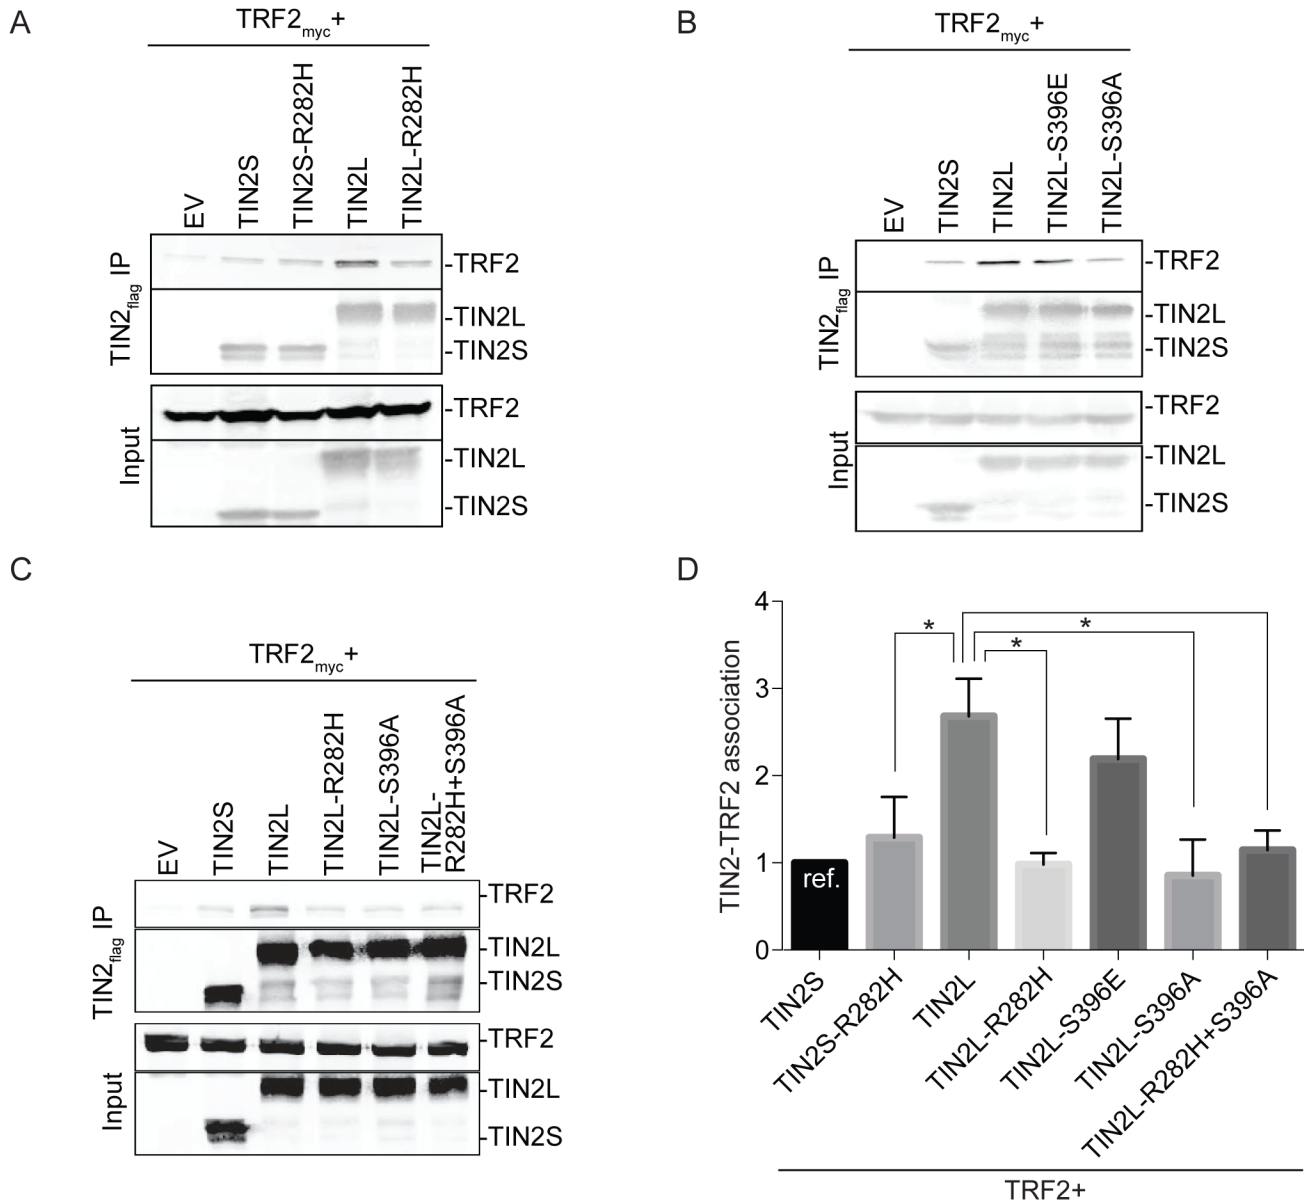 A
TRF2myc+
EV
TIN2S
TIN2S-R282H
TIN2L
TIN2L-R282H
TIN2flag IP
-TRF2
-TIN2L
-TIN2S
Input
-TRF2
-TIN2L
-TIN2S
B
TRF2myc+
EV
TIN2S
TIN2L
TIN2L-S396E
TIN2L-S396A
TIN2flag IP
-TRF2
-TIN2L
-TIN2S
Input
-TRF2
-TIN2L
-TIN2S
C
TRF2myc+
EV
TIN2S
TIN2L
TIN2L-R282H
TIN2L-S396A
TIN2L-
R282H+S396A
TIN2flag IP
-TRF2
-TIN2L
-TIN2S
Input
-TRF2
-TIN2L
-TIN2S
D
TIN2-TRF2 association
4
3
2
1
0
*
*
*
ref.
TIN2S
TIN2S-R282H
TIN2L
TIN2L-R282H
TIN2L-S396E
TIN2L-S396A
TIN2L-R282H+S396A
TRF2+